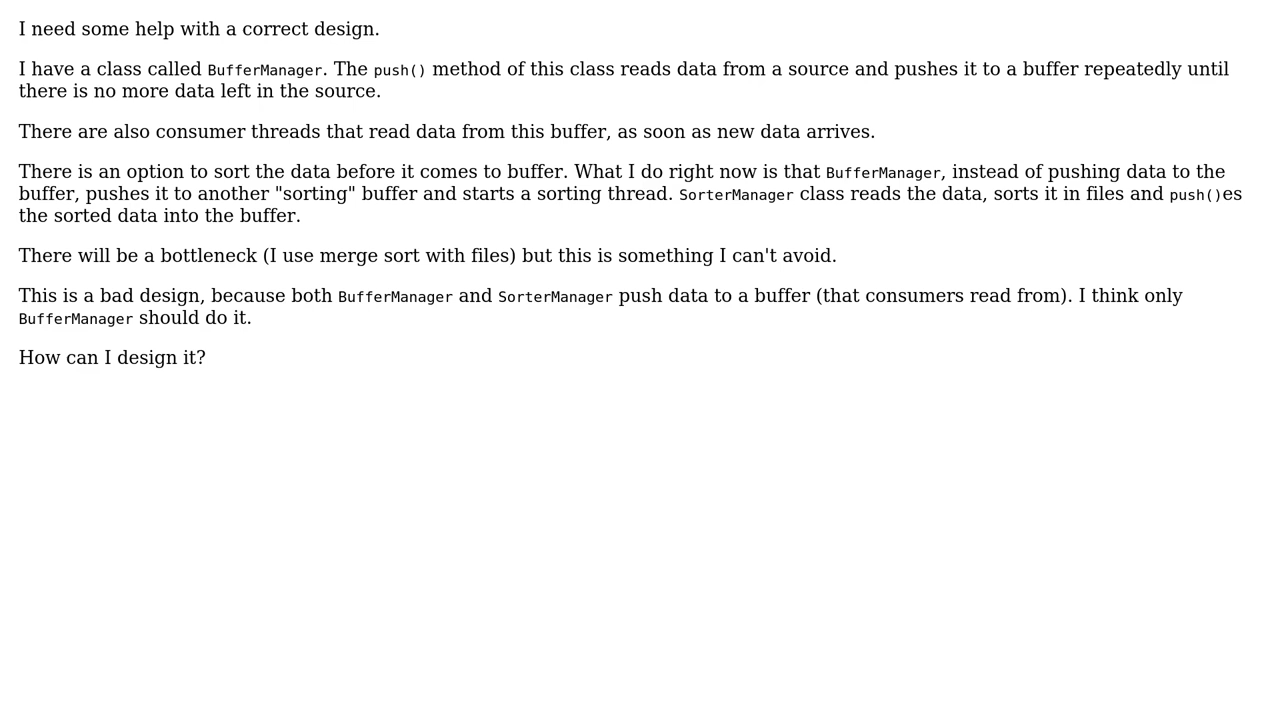 I need some help with a correct design.
I have a class called BufferManager. The push() method of this class reads data from a source and pushes it to a buffer repeatedly until
there is no more data left in the source.
There are also consumer threads that read data from this buffer, as soon as new data arrives.
There is an option to sort the data before it comes to buffer. What I do right now is that BufferManager, instead of pushing data to the
buffer, pushes it to another "sorting" buffer and starts a sorting thread. SorterManager class reads the data, sorts it in files and push()es
the sorted data into the buffer.
There will be a bottleneck (I use merge sort with files) but this is something I can't avoid.
This is a bad design, because both BufferManager and SorterManager push data to a buffer (that consumers read from). I think only
BufferManager should do it.
How can I design it?